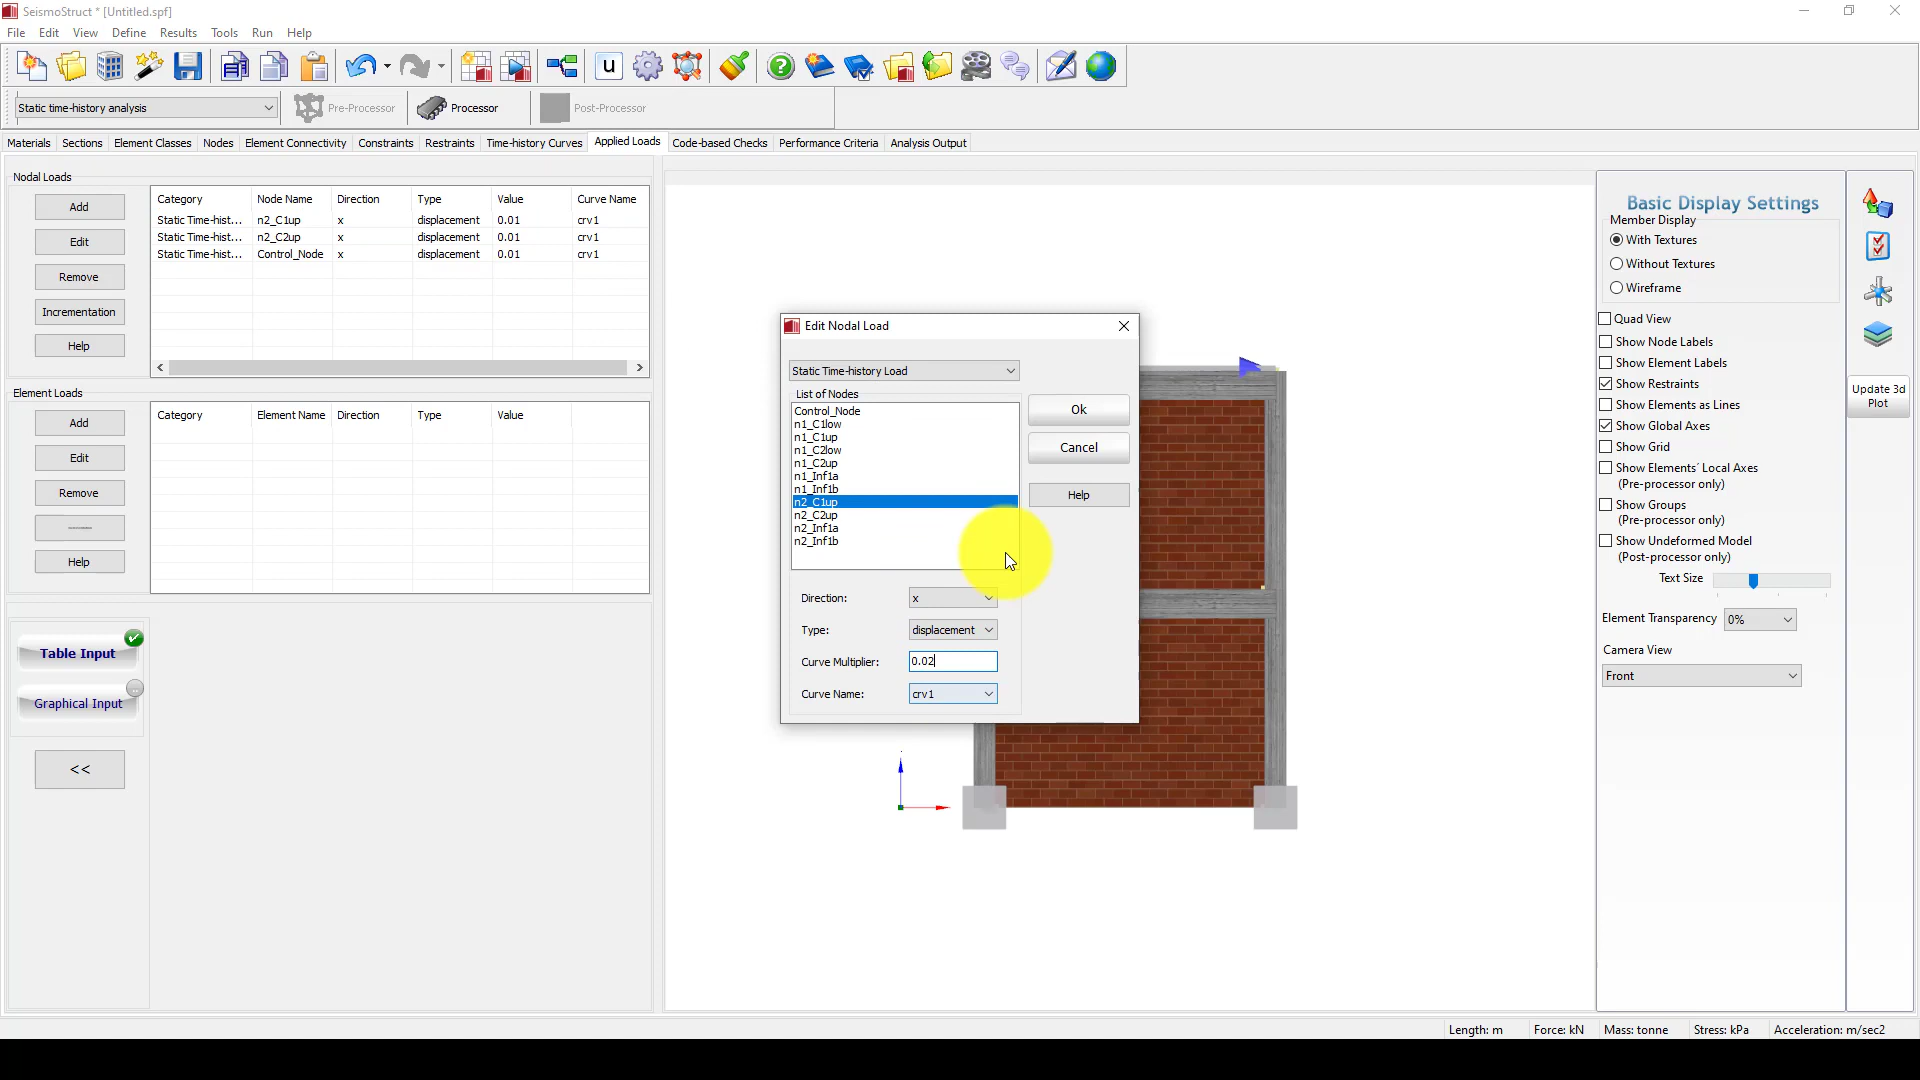 SeismoStruct * [Untitled.spf]
File Edit View Define Results Tools Run Help
u
Static time-history analysis
Pre-Processor
Processor
Post-Processor
Materials Sections Element Classes Nodes Element Connectivity Constraints Restraints Time-history Curves Applied Loads Code-based Checks Performance Criteria Analysis Output
Nodal Loads
Add
Edit
Remove
Incrementation
Help
Category Node Name Direction Type Value Curve Name
Static Time-hist... n2_C1up x displacement 0.01 crv1
Static Time-hist... n2_C2up x displacement 0.01 crv1
Static Time-hist... Control_Node x displacement 0.01 crv1
Element Loads
Add
Edit
Remove
Help
Category Element Name Direction Type Value
Table Input
Graphical Input
<<
Edit Nodal Load
Static Time-history Load
List of Nodes
Control_Node
n1_C1low
n1_C1up
n1_C2low
n1_C2up
n1_Inf1a
n1_Inf1b
n2_C1up
n2_C2up
n2_Inf1a
n2_Inf1b
Ok
Cancel
Help
Direction: x
Type: displacement
Curve Multiplier: 0.02
Curve Name: crv1
Basic Display Settings
Member Display
With Textures
Without Textures
Wireframe
Quad View
Show Node Labels
Show Element Labels
Show Restraints
Show Elements as Lines
Show Global Axes
Show Grid
Show Elements' Local Axes
(Pre-processor only)
Show Groups
(Pre-processor only)
Show Undeformed Model
(Post-processor only)
Text Size
Element Transparency 0%
Camera View
Front
Update 3d
Plot
Length: m Force: kN Mass: tonne Stress: kPa Acceleration: m/sec2